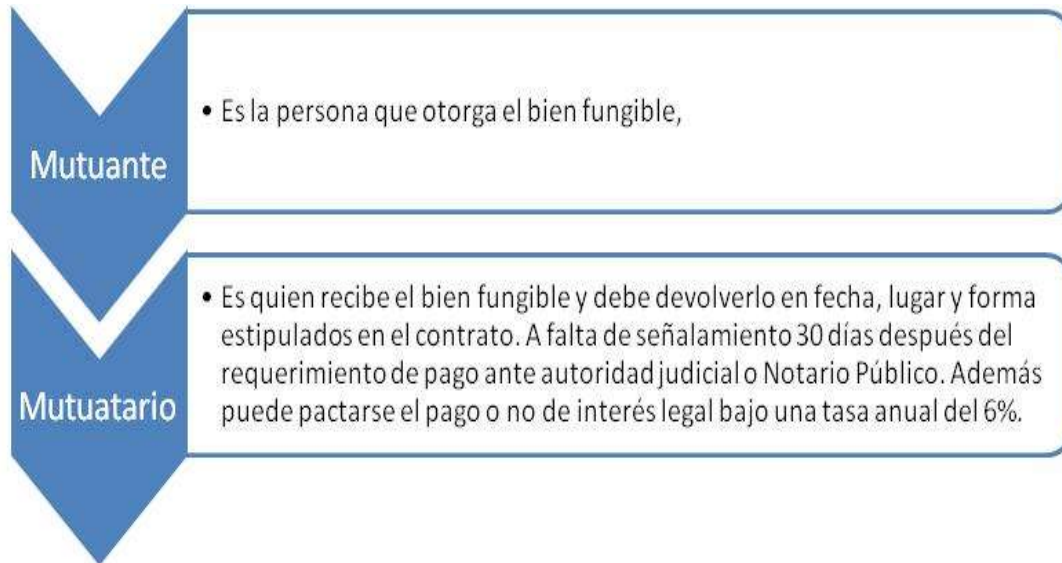 Mutuante
• Es la persona que otorga el bien fungible,
Mutuatario
• Es quien recibe el bien fungible y debe devolverlo en fecha, lugar y forma
estipulados en el contrato. A falta de señalamiento 30 días después del
requerimiento de pago ante autoridad judicial o Notario Público. Además
puede pactarse el pago o no de interés legal bajo una tasa anual del 6%.